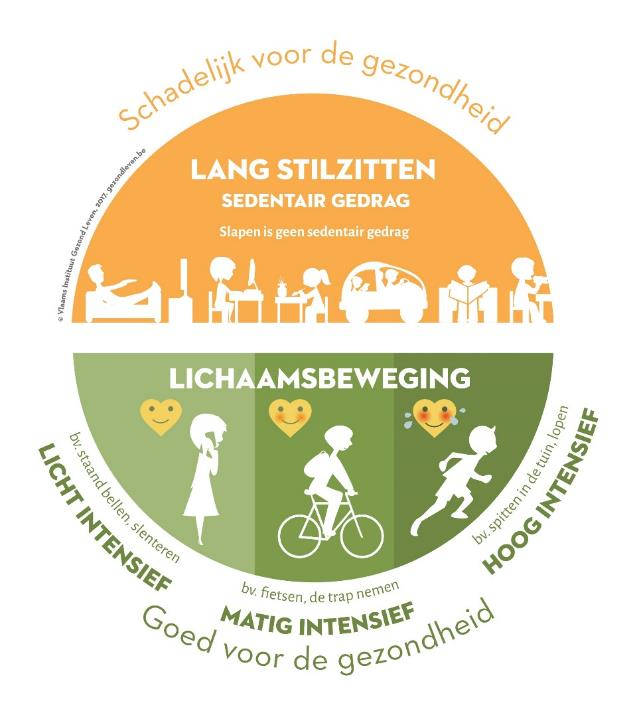 Schadelijk voor de gezondheid
© Vlaams Instituut Gezond Leven, 2017, gezondleven.be
LANG STILZITTEN
SEDENTAIR GEDRAG
Slapen is geen sedentair gedrag
LICHAAMSBEWEGING
bv. staand bellen, slenteren
LICHT INTENSIEF
bv. fietsen, de trap nemen
MATIG INTENSIEF
bv. spitten in de tuin, lopen
HOOG INTENSIEF
Goed voor de gezondheid